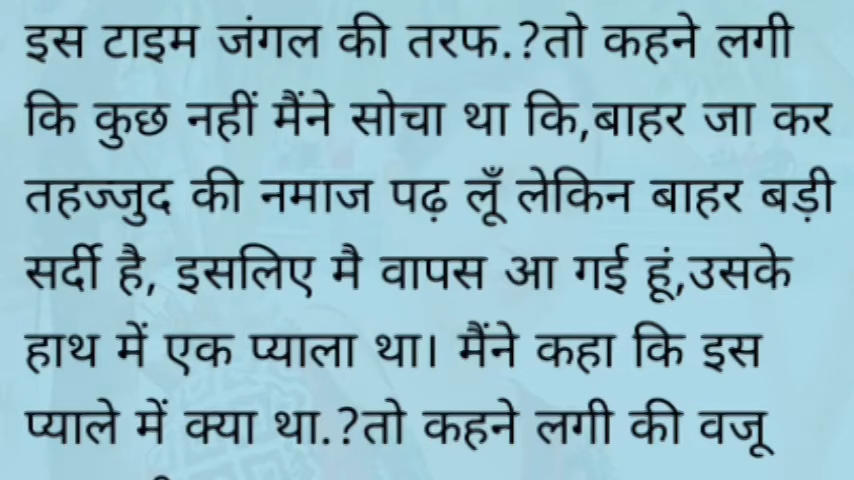 इस टाइम जंगल की तरफ.?तो कहने लगी
कि कुछ नहीं मैंने सोचा था कि,बाहर जा कर
तहज्जुद की नमाज पढ़ लूँ लेकिन बाहर बड़ी
सर्दी है, इसलिए मै वापस आ गई हूं,उसके
हाथ में एक प्याला था। मैंने कहा कि इस
प्याले में क्या था.?तो कहने लगी की वजू